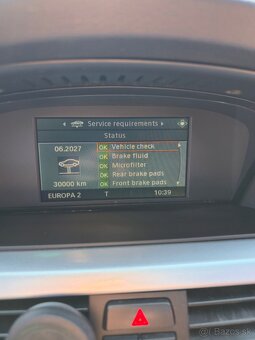 Service requirements
Status
06.2027
OK Vehicle check
OK Brake fluid
OK Microfilter
OK Rear brake pads
30000 km
OK Front brake pads
EUROPA 2 T 10:39
Bazos.sk